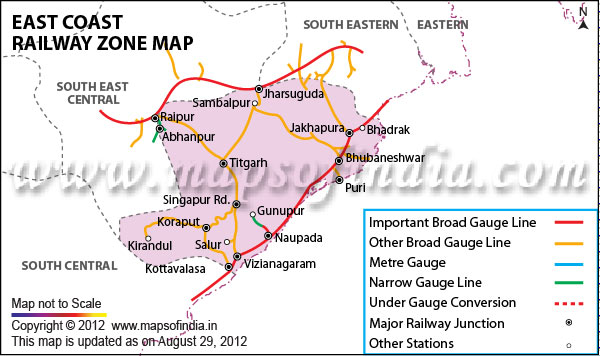 EAST COAST
RAILWAY ZONE MAP
SOUTH EASTERN
EASTERN
N
SOUTH EAST
CENTRAL
Jharsuguda
Sambalpur
Raipur
Abhanpur
Jakhapura
Bhadrak
Titgarh
Bhubaneshwar
www.mapsofindia.com
Puri
Singapur Rd.
Gunupur
Koraput
Kirandul
Salur
Naupada
SOUTH CENTRAL
Kottavalasa
Vizianagaram
Important Broad Gauge Line
Other Broad Gauge Line
Metre Gauge
Narrow Gauge Line
Under Gauge Conversion
Major Railway Junction
Other Stations
Map not to Scale
Copyright © 2012 www.mapsofindia.in
This map is updated as on August 29, 2012